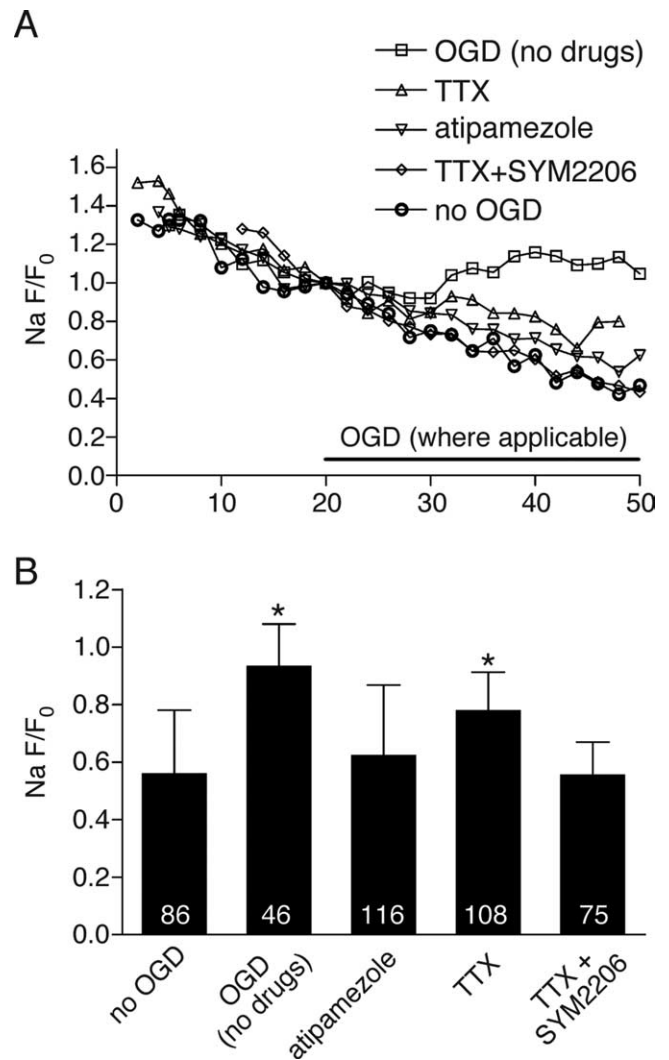 A
OGD (no drugs)
TTX
atipamezole
TTX+SYM2206
no OGD
Na F/F0
1.6
1.4
1.2
1.0
0.8
0.6
0.4
0.2
0.0
OGD (where applicable)
0 10 20 30 40 50
B
Na F/F0
1.2
1.0
0.8
0.6
0.4
0.2
0.0
* *
86 46 116 108 75
no OGD
OGD
(no drugs)
atipamezole
TTX
TTX +
SYM2206